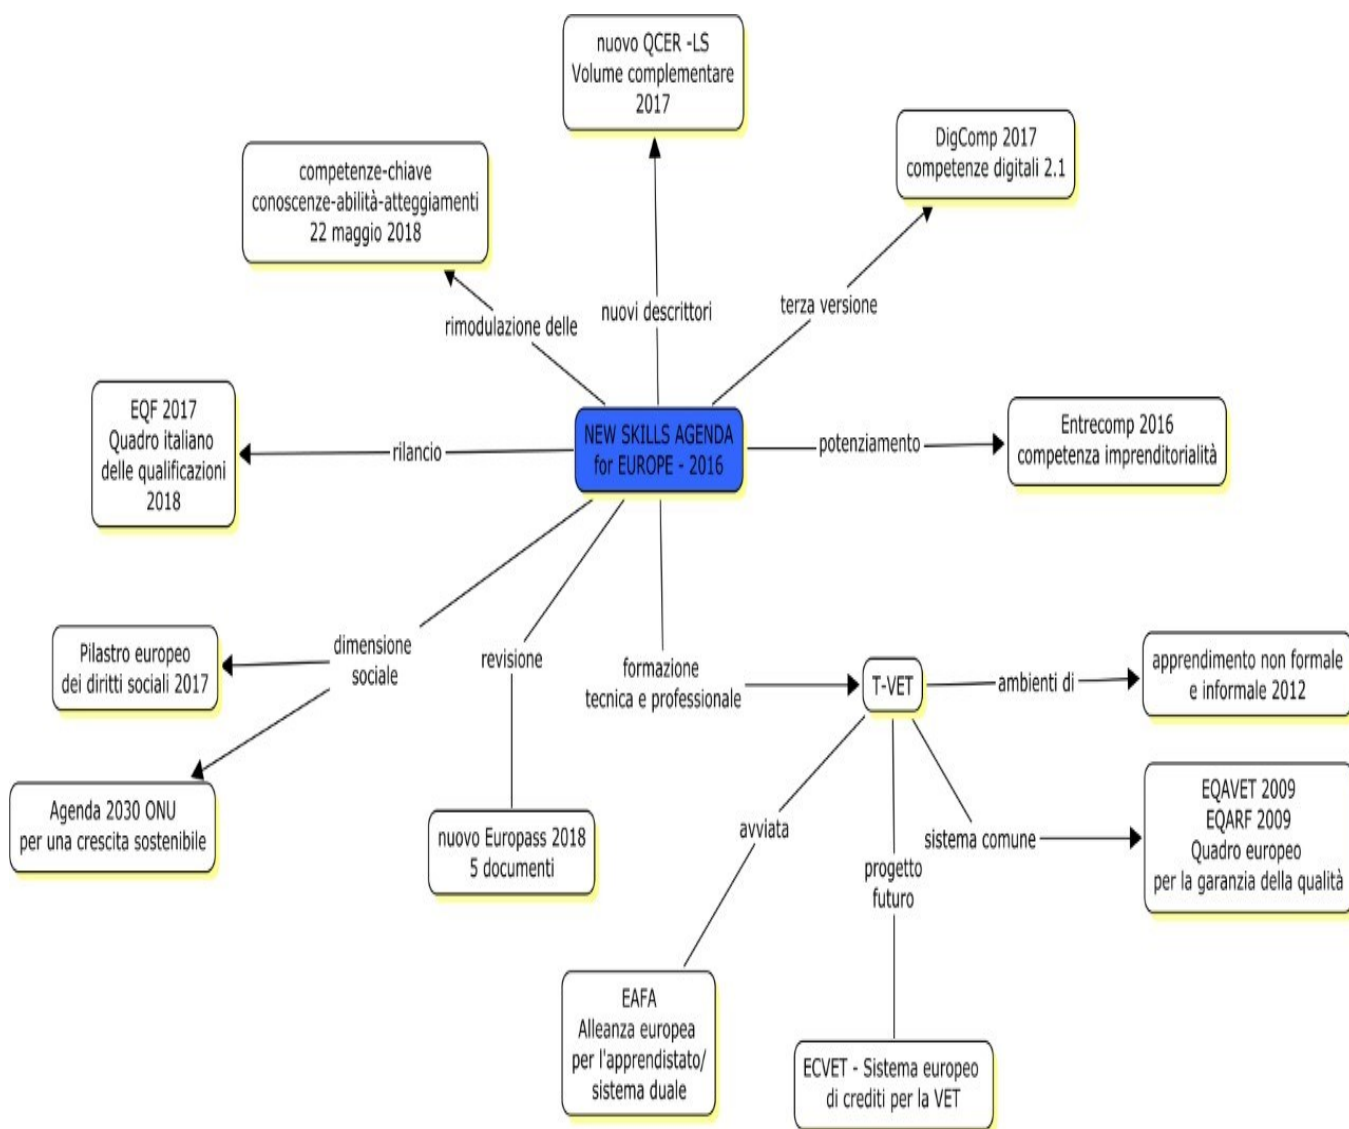 nuovo QCER -LS
Volume complementare
2017
DigComp 2017
competenze digitali 2.1
competenze-chiave
conoscenze-abilità-atteggiamenti
22 maggio 2018
nuovi descrittori
terza versione
rimodulazione delle
EQF 2017
Quadro italiano
delle qualificazioni
2018
rilancio
NEW SKILLS AGENDA
for EUROPE - 2016
potenziamento
Entrecomp 2016
competenza imprenditorialità
Pilastro europeo
dei diritti sociali 2017
dimensione
sociale
revisione
formazione
tecnica e professionale
T-VET
ambienti di
apprendimento non formale
e informale 2012
Agenda 2030 ONU
per una crescita sostenibile
nuovo Europass 2018
5 documenti
avviata
progetto
futuro
sistema comune
EQAVET 2009
EQARF 2009
Quadro europeo
per la garanzia della qualità
EAFA
Alleanza europea
per l'apprendistato/
sistema duale
ECVET - Sistema europeo
di crediti per la VET